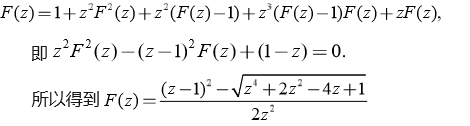 F(z)=1+z²F²(z)+z²(F(z)−1)+z³(F(z)−1)F(z)+zF(z),
即 z²F²(z)−(z−1)²F(z)+(1−z)=0.
所以得到 F(z)=((z−1)²−√(z⁴+2z²−4z+1))/(2z²)